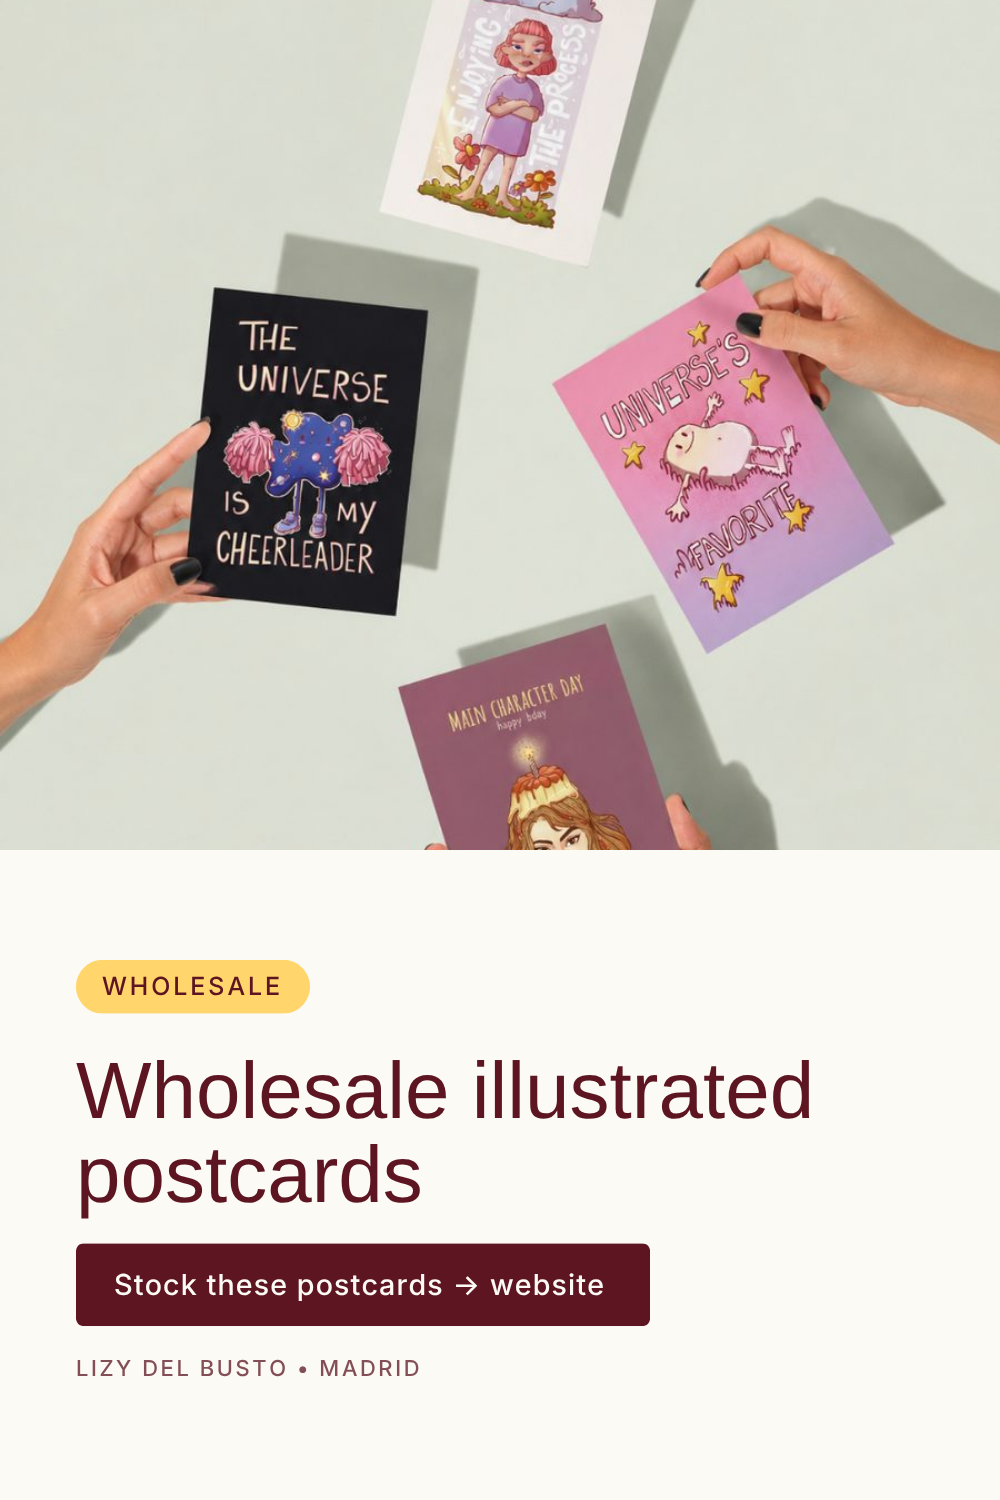 ENJOYING
THE PROCESS
THE
UNIVERSE
IS MY
CHEERLEADER
UNIVERSE'S
FAVORITE
MAIN CHARACTER DAY
happy bday
WHOLESALE
Wholesale illustrated
postcards
Stock these postcards → website
LIZY DEL BUSTO • MADRID